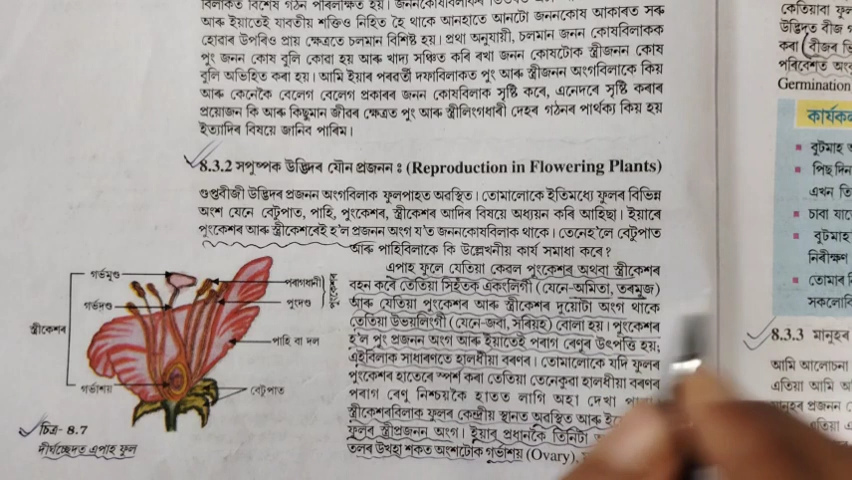 বিলাকত বিশেষ গঠন পৰিলক্ষিত হয়।
আৰু ইয়াতেই যাবতীয় শক্তিও নিহিত হৈ থাকে আনহাতে আনটো জননকোষ আকাৰত সৰু
হোৱাৰ উপৰিও প্ৰায় ক্ষেত্ৰতে চলমান বিশিষ্ট হয়। প্ৰথা অনুযায়ী, চলমান জনন কোষবিলাকক
পুং জনন কোষ বুলি কোৱা হয় আৰু খাদ্য সঞ্চিত কৰি ৰখা জনন কোষটোক স্ত্ৰীজনন কোষ
বুলি অভিহিত কৰা হয়। আমি ইয়াৰ পৰৱৰ্তী দফাবিলাকত পুং আৰু স্ত্ৰীজনন অংগবিলাকে কিয়
আৰু কেনেকৈ বেলেগ বেলেগ প্ৰকাৰৰ জনন কোষবিলাক সৃষ্টি কৰে, এনেদৰে সৃষ্টি কৰাৰ
প্ৰয়োজন কি আৰু কিছুমান জীৱৰ ক্ষেত্ৰত পুং আৰু স্ত্ৰীলিংগধাৰী দেহৰ গঠনৰ পাৰ্থক্য কিয় হয়
ইত্যাদিৰ বিষয়ে জানিব পাৰিম।
8.3.2 সপুষ্পক উদ্ভিদৰ যৌন প্ৰজনন ঃ (Reproduction in Flowering Plants)
গুপ্তবীজী উদ্ভিদৰ প্ৰজনন অংগবিলাক ফুলপাহত অৱস্থিত। তোমালোকে ইতিমধ্যে ফুলৰ বিভিন্ন
অংশ যেনে বেটুপাত, পাহি, পুংকেশৰ, স্ত্ৰীকেশৰ আদিৰ বিষয়ে অধ্যয়ন কৰি আহিছা। ইয়াৰে
পুংকেশৰ আৰু স্ত্ৰীকেশৰেই হ'ল প্ৰজনন অংগ য'ত জননকোষবিলাক থাকে। তেনেহ'লে বেটুপাত
আৰু পাহিবিলাকে কি উল্লেখনীয় কাৰ্য সমাধা কৰে?
এপাহ ফুলে যেতিয়া কেৱল পুংকেশৰ অথবা স্ত্ৰীকেশৰ
বহন কৰে তেতিয়া সিহঁতক একলিংগী (যেনে-অমিতা, তৰমুজ)
আৰু যেতিয়া পুংকেশৰ আৰু স্ত্ৰীকেশৰ দুয়োটা অংগ থাকে
তেতিয়া উভয়লিংগী (যেনে-জবা, সৰিয়হ) বোলা হয়। পুংকেশৰ
হ'ল পুং প্ৰজনন অংগ আৰু ইয়াতেই পৰাগ ৰেণুৰ উৎপত্তি হয়;
এইবিলাক সাধাৰণতে হালধীয়া বৰণৰ। তোমালোকে যদি ফুলৰ
পুংকেশৰ হাতেৰে স্পৰ্শ কৰা তেতিয়া তেনেকুৱা হালধীয়া বৰণৰ
পৰাগ ৰেণু নিশ্চয়কৈ হাতত লাগি অহা দেখা
স্ত্ৰীকেশৰবিলাক ফুলৰ কেন্দ্ৰীয় স্থানত অৱস্থিত আৰু
ফুলৰ স্ত্ৰীপ্ৰজনন অংগ। ইয়াৰ প্ৰধানকৈ তিনিটা
তলৰ উখহা শকত অংশটোক গৰ্ভাশয় (Ovary),
গৰ্ভমুণ্ড
গৰ্ভদণ্ড
স্ত্ৰীকেশৰ
গৰ্ভাশয়
পৰাগধানী
পুংদণ্ড
পুংকেশৰ
পাহি বা দল
বেটুপাত
চিত্ৰ- 8.7
দীৰ্ঘচ্ছেদত এপাহ ফুল
কেতিয়াবা
উদ্ভিদত বীজ
কৰা (বীজৰ
পৰিবেশত
Germination
বুটমাহ
পিছ দিন
এখন
চাবা
বুটমাহ
নিৰীক্ষণ
তোমাৰ
8.3.3 মানুহৰ
আমি আলোচনা
এতিয়া আমি
প্ৰজনন